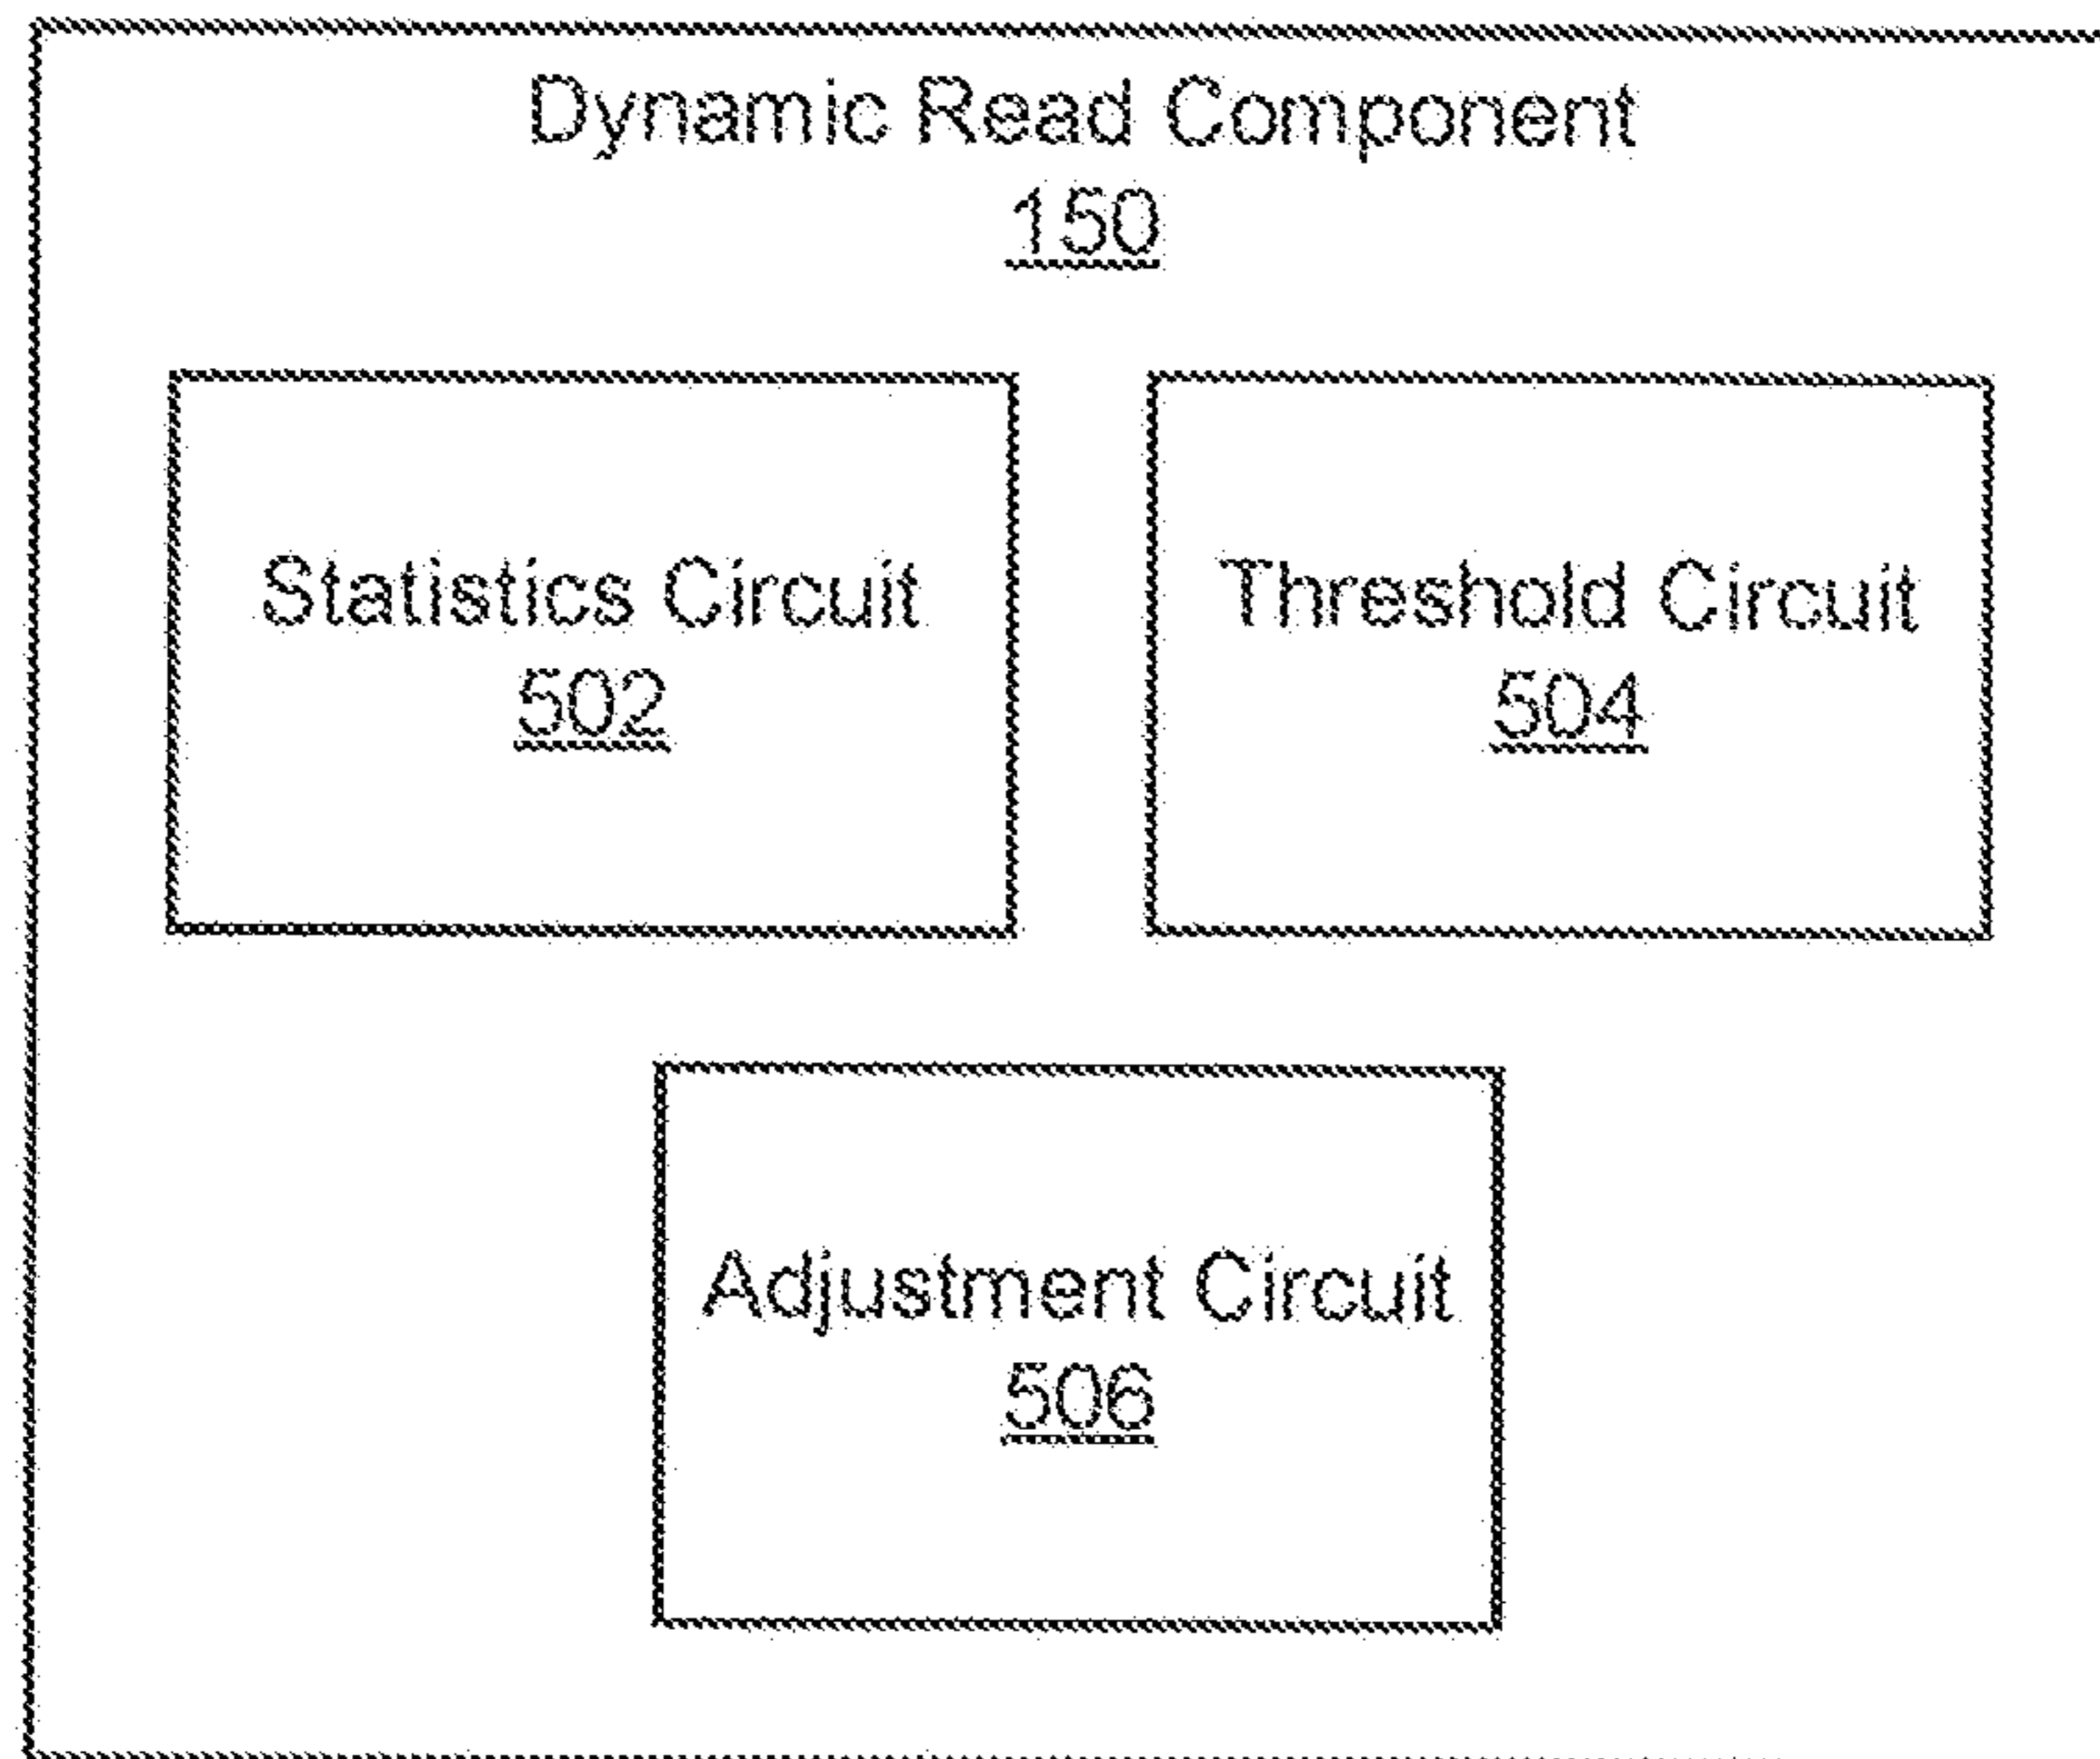 Dynamic Read Component
150
Statistics Circuit
502
Threshold Circuit
504
Adjustment Circuit
506